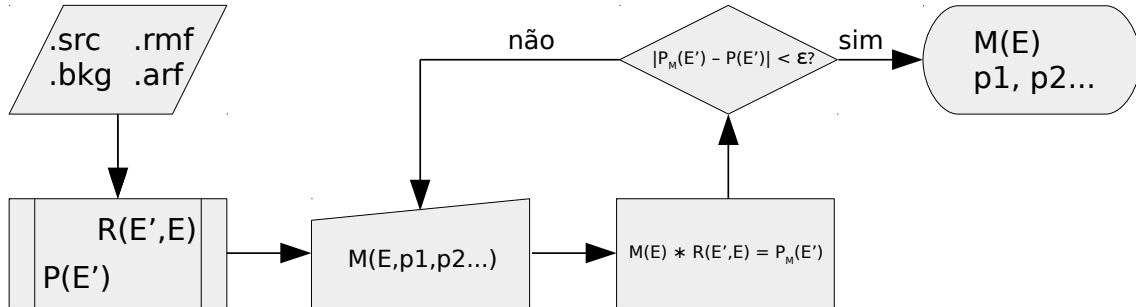 .src .rmf
.bkg .arf
não
|P_M(E’) – P(E’)| < ε?
sim
M(E)
p1, p2...
R(E’,E)
P(E’)
M(E,p1,p2...)
M(E) ∗ R(E’,E) = P_M(E’)